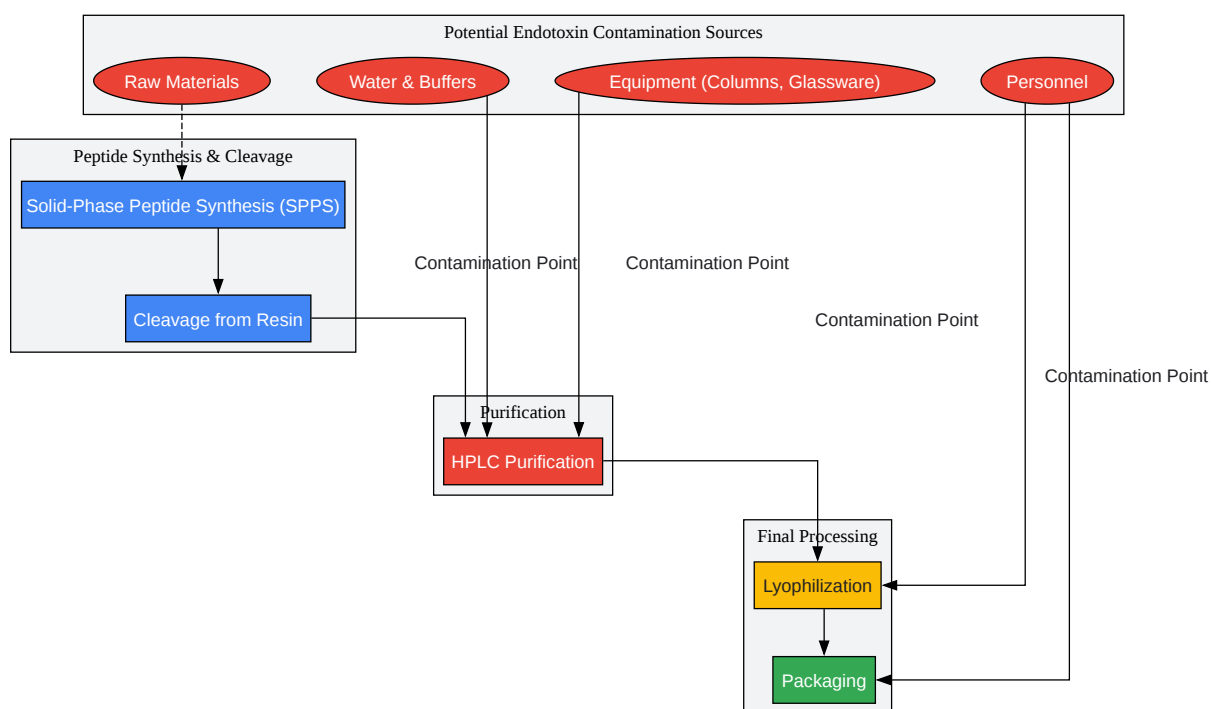 Potential Endotoxin Contamination Sources
Raw Materials
Water & Buffers
Equipment (Columns, Glassware)
Personnel
Peptide Synthesis & Cleavage
Solid-Phase Peptide Synthesis (SPPS)
Contamination Point
Contamination Point
Cleavage from Resin
Contamination Point
Contamination Point
Purification
HPLC Purification
Final Processing
Lyophilization
Packaging